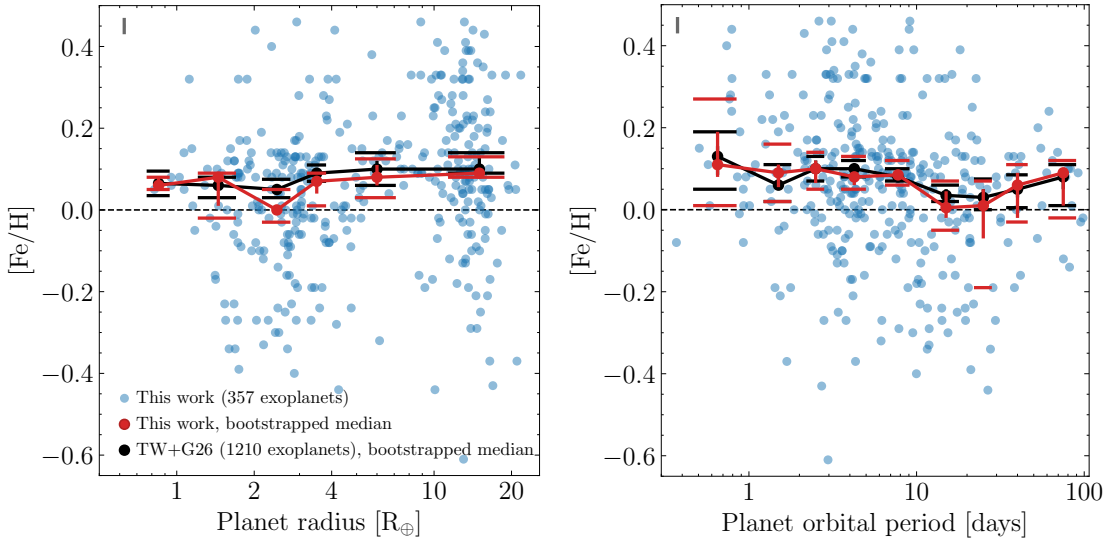 0.4
0.2
0.0
−0.2
−0.4
−0.6
[Fe/H]
This work (357 exoplanets)
This work, bootstrapped median
TW+G26 (1210 exoplanets), bootstrapped median
1 2 4 10 20
Planet radius [R⊕]
0.4
0.2
0.0
−0.2
−0.4
−0.6
[Fe/H]
1 10 100
Planet orbital period [days]